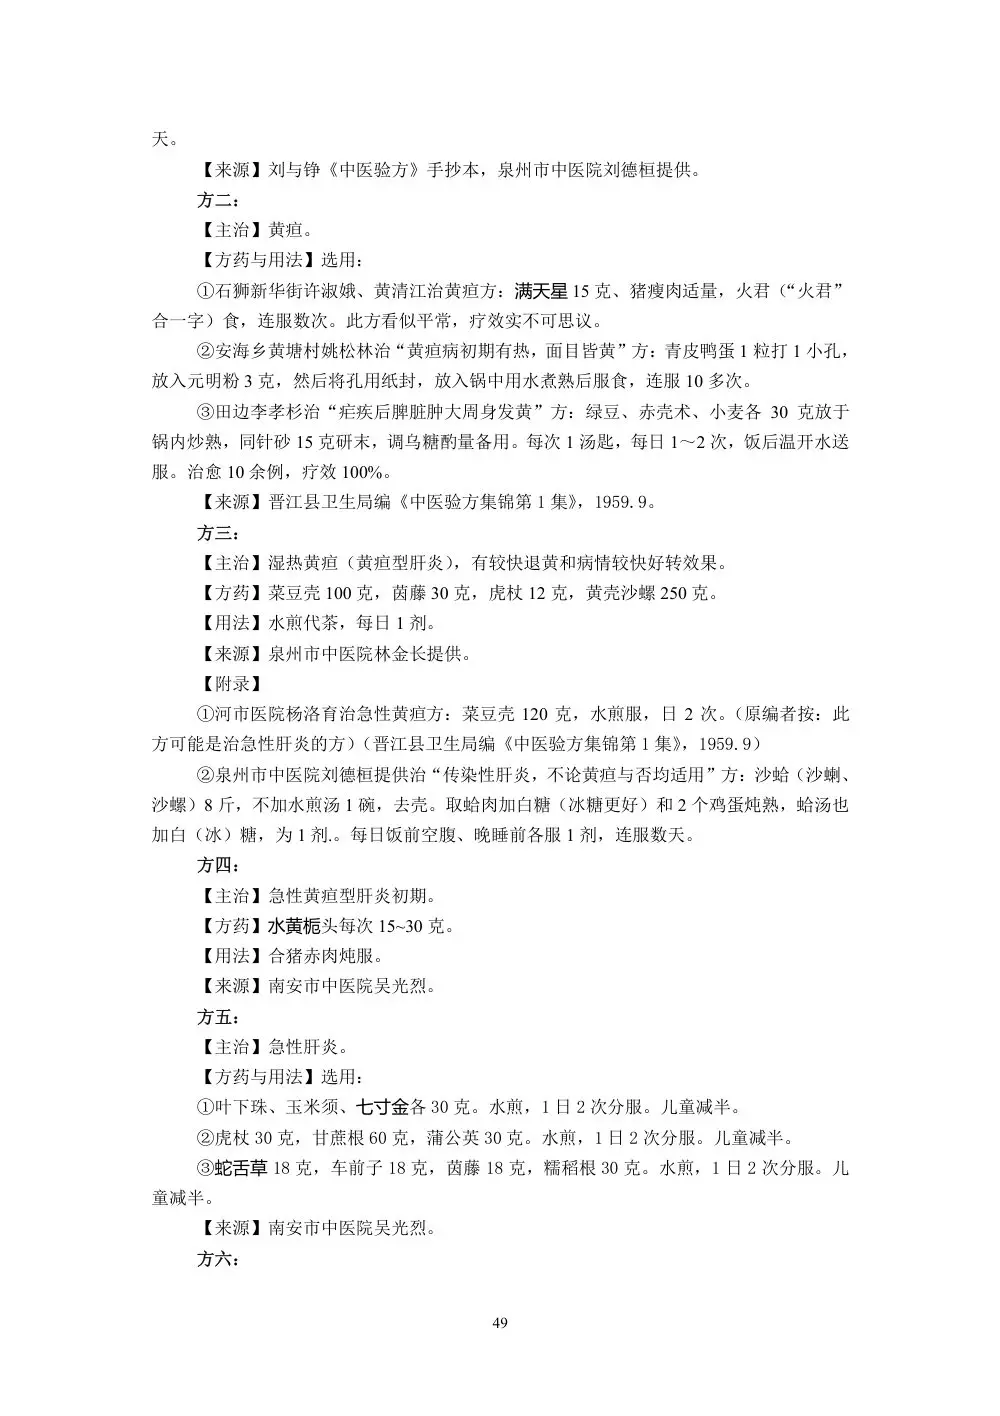 天。
【来源】刘与铮《中医验方》手抄本，泉州市中医院刘德桓提供。
方二：
【主治】黄疸。
【方药与用法】选用：
①石狮新华街许淑娥、黄清江治黄疸方：满天星 15 克、猪瘦肉适量，火君（“火君”
合一字）食，连服数次。此方看似平常，疗效实不可思议。
②安海乡黄塘村姚松林治“黄疸病初期有热，面目皆黄”方：青皮鸭蛋 1 粒打 1 小孔，
放入元明粉 3 克，然后将孔用纸封，放入锅中用水煮熟后服食，连服 10 多次。
③田边李孝杉治“疟疾后脾脏肿大周身发黄”方：绿豆、赤壳术、小麦各 30 克放于
锅内炒熟，同针砂 15 克研末，调乌糖酌量备用。每次 1 汤匙，每日 1～2 次，饭后温开水送
服。治愈 10 余例，疗效 100%。
【来源】晋江县卫生局编《中医验方集锦第 1 集》，1959.9。
方三：
【主治】湿热黄疸（黄疸型肝炎），有较快退黄和病情较快好转效果。
【方药】菜豆壳 100 克，茵藤 30 克，虎杖 12 克，黄壳沙螺 250 克。
【用法】水煎代茶，每日 1 剂。
【来源】泉州市中医院林金长提供。
【附录】
①河市医院杨洛育治急性黄疸方：菜豆壳 120 克，水煎服，日 2 次。（原编者按：此
方可能是治急性肝炎的方）（晋江县卫生局编《中医验方集锦第 1 集》，1959.9）
②泉州市中医院刘德桓提供治“传染性肝炎，不论黄疸与否均适用”方：沙蛤（沙蜊、
沙螺）8 斤，不加水煎汤 1 碗，去壳。取蛤肉加白糖（冰糖更好）和 2 个鸡蛋炖熟，蛤汤也
加白（冰）糖，为 1 剂.。每日饭前空腹、晚睡前各服 1 剂，连服数天。
方四：
【主治】急性黄疸型肝炎初期。
【方药】水黄栀头每次 15~30 克。
【用法】合猪赤肉炖服。
【来源】南安市中医院吴光烈。
方五：
【主治】急性肝炎。
【方药与用法】选用：
①叶下珠、玉米须、七寸金各 30 克。水煎，1 日 2 次分服。儿童减半。
②虎杖 30 克，甘蔗根 60 克，蒲公英 30 克。水煎，1 日 2 次分服。儿童减半。
③蛇舌草 18 克，车前子 18 克，茵藤 18 克，糯稻根 30 克。水煎，1 日 2 次分服。儿
童减半。
【来源】南安市中医院吴光烈。
方六：
49